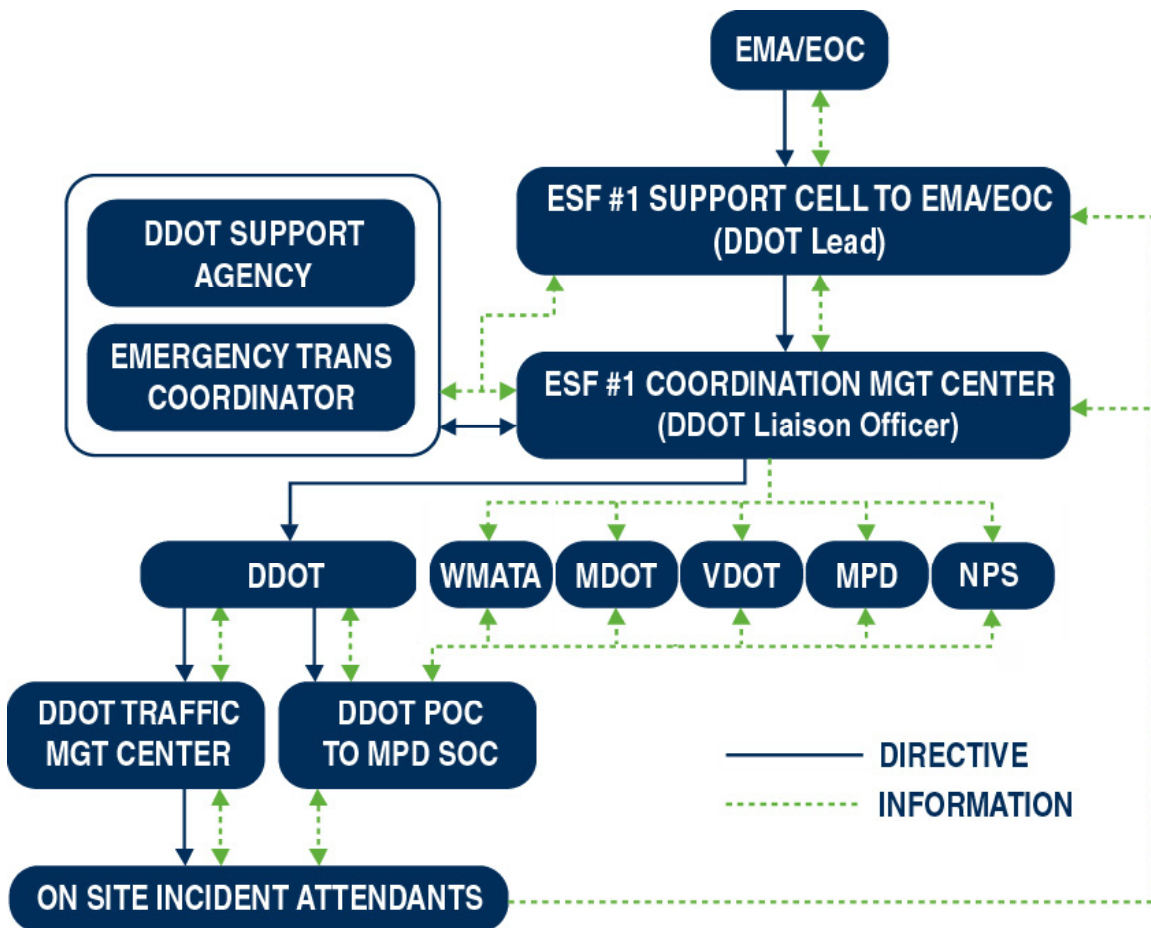 EMA/EOC
ESF #1 SUPPORT CELL TO EMA/EOC
(DDOT Lead)
DDOT SUPPORT
AGENCY
EMERGENCY TRANS
COORDINATOR
ESF #1 COORDINATION MGT CENTER
(DDOT Liaison Officer)
DDOT
WMATA
MDOT
VDOT
MPD
NPS
DDOT TRAFFIC
MGT CENTER
DDOT POC
TO MPD SOC
DIRECTIVE
INFORMATION
ON SITE INCIDENT ATTENDANTS